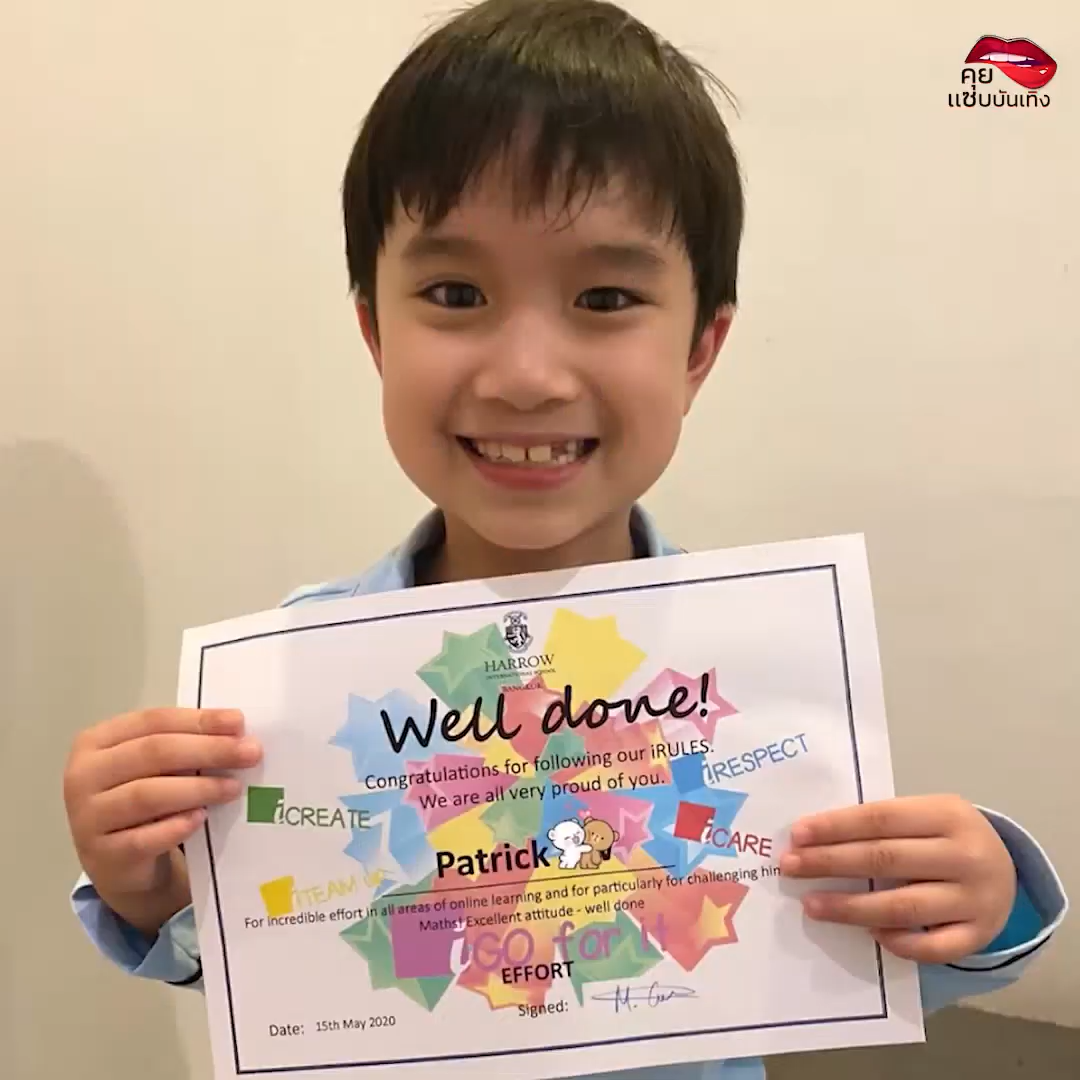 คุย
แซ่บบันเทิง
HARROW
INTERNATIONAL SCHOOL
BANGKOK
Well done!
Congratulations for following our iRULES.
We are all very proud of you.
iRESPECT
iCREATE
iCARE
Patrick
iTEAM
For incredible effort in all areas of online learning and for particularly for challenging him
Maths! Excellent attitude - well done
iGO for it
EFFORT
Signed:
Date: 15th May 2020